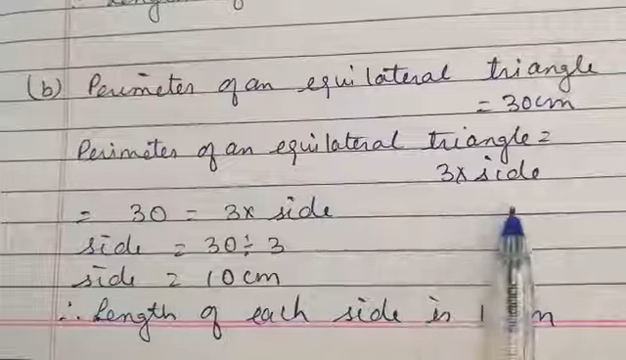 (b) Perimeter of an equilateral triangle
= 30cm
Perimeter of an equilateral triangle =
3x side
= 30 = 3x side
side = 30÷3
side = 10cm
∴ Length of each side is